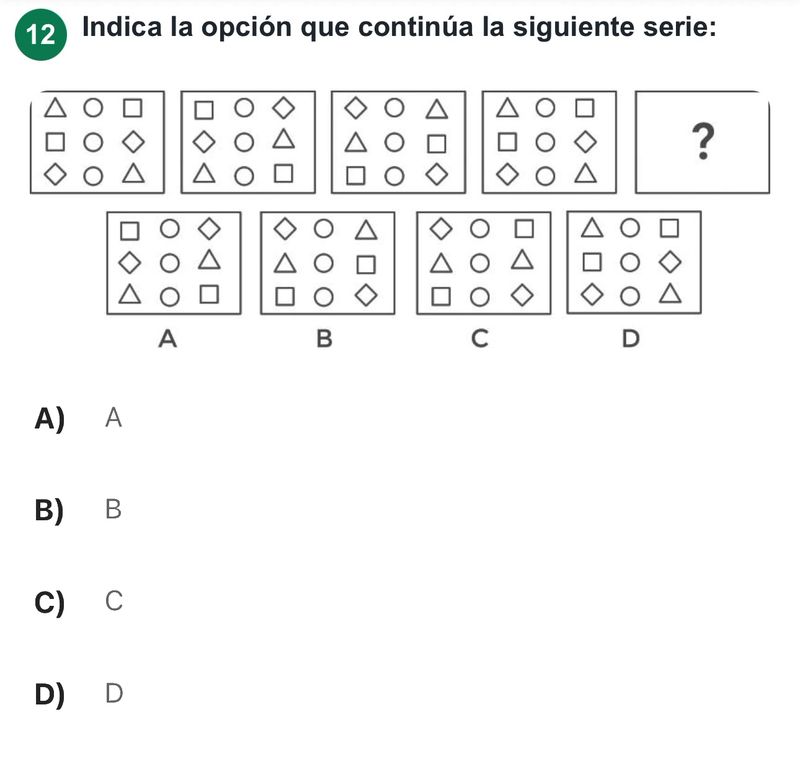 12 Indica la opción que continúa la siguiente serie:
?
A B C D
A) A
B) B
C) C
D) D